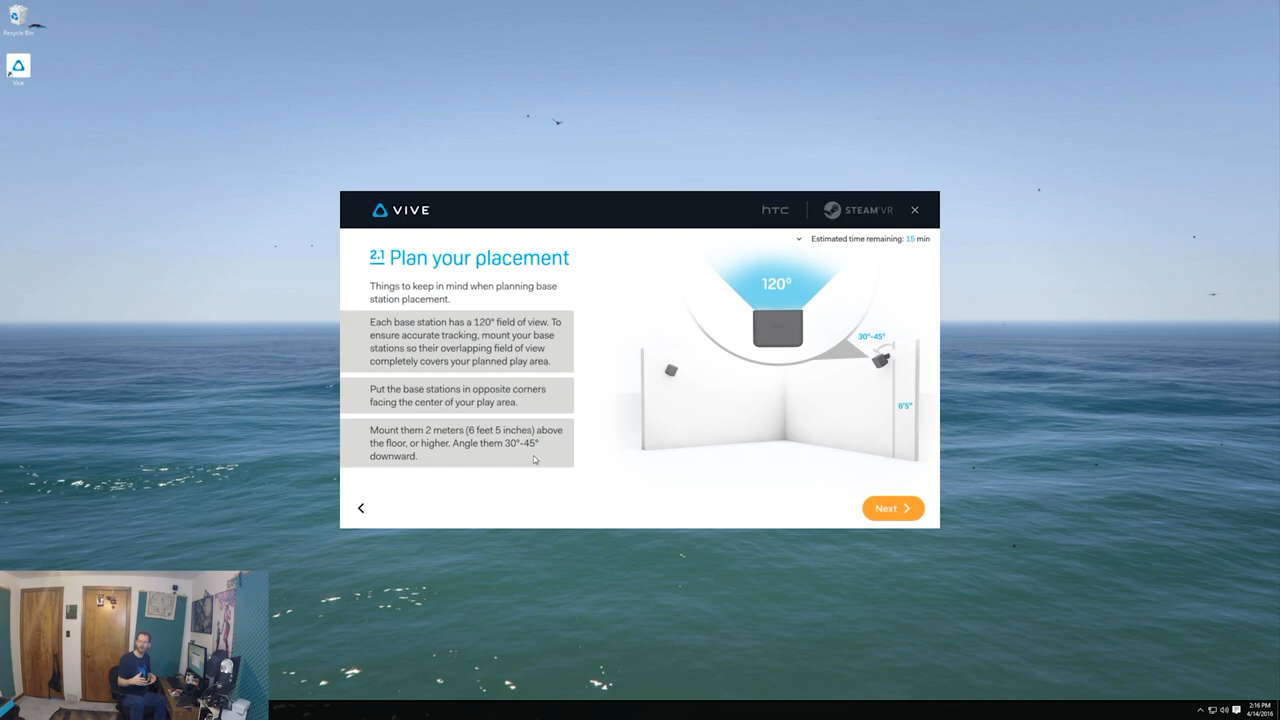 Recycle Bin
Vive
VIVE
hTC
STEAM VR
Estimated time remaining: 15 min
2.1 Plan your placement
Things to keep in mind when planning base
station placement.
Each base station has a 120° field of view. To
ensure accurate tracking, mount your base
stations so their overlapping field of view
completely covers your planned play area.
Put the base stations in opposite corners
facing the center of your play area.
Mount them 2 meters (6 feet 5 inches) above
the floor, or higher. Angle them 30°-45°
downward.
120°
30°-45°
6'5"
Next
2:16 PM
4/14/2016